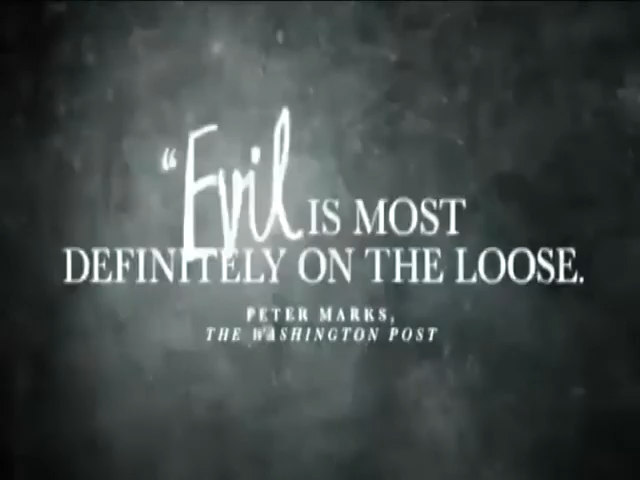 “Evil IS MOST
DEFINITELY ON THE LOOSE.
PETER MARKS,
THE WASHINGTON POST